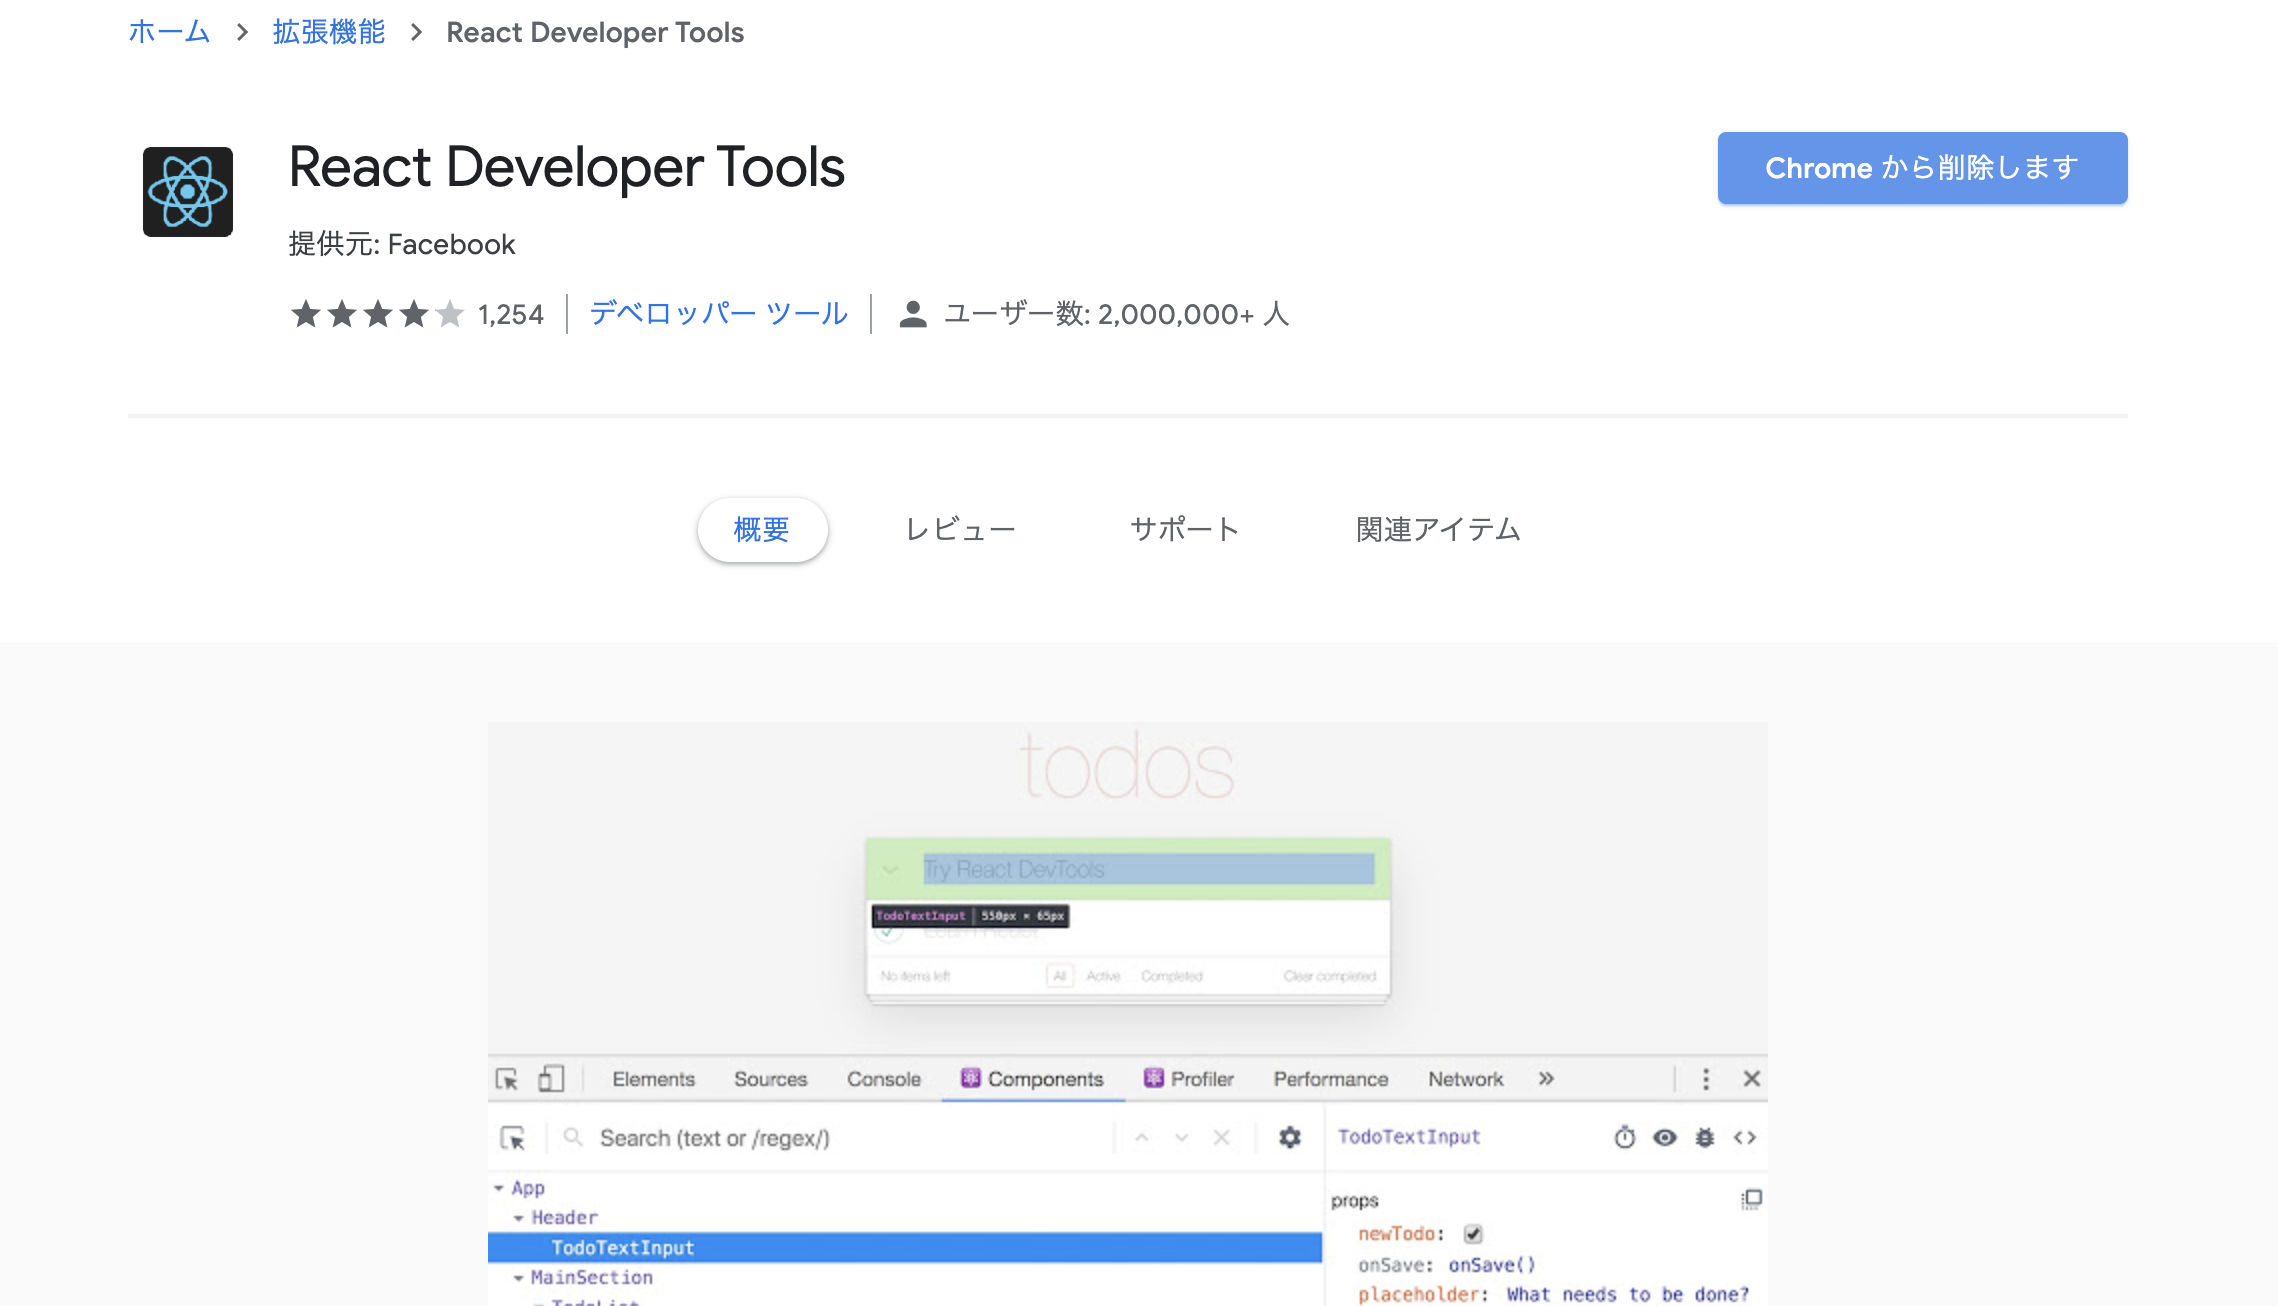 ホーム > 拡張機能 > React Developer Tools
React Developer Tools
Chrome から削除します
提供元: Facebook
1,254 デベロッパー ツール ユーザー数: 2,000,000+ 人
概要 レビュー サポート 関連アイテム
todos
Try React DevTools
TodoTextInput 550px × 65px
No items left All Active Completed Clear completed
Elements Sources Console Components Profiler Performance Network »
Search (text or /regex/) TodoTextInput
App
props
Header
newTodo:
TodoTextInput
onSave: onSave()
MainSection
placeholder: What needs to be done?
TodoList